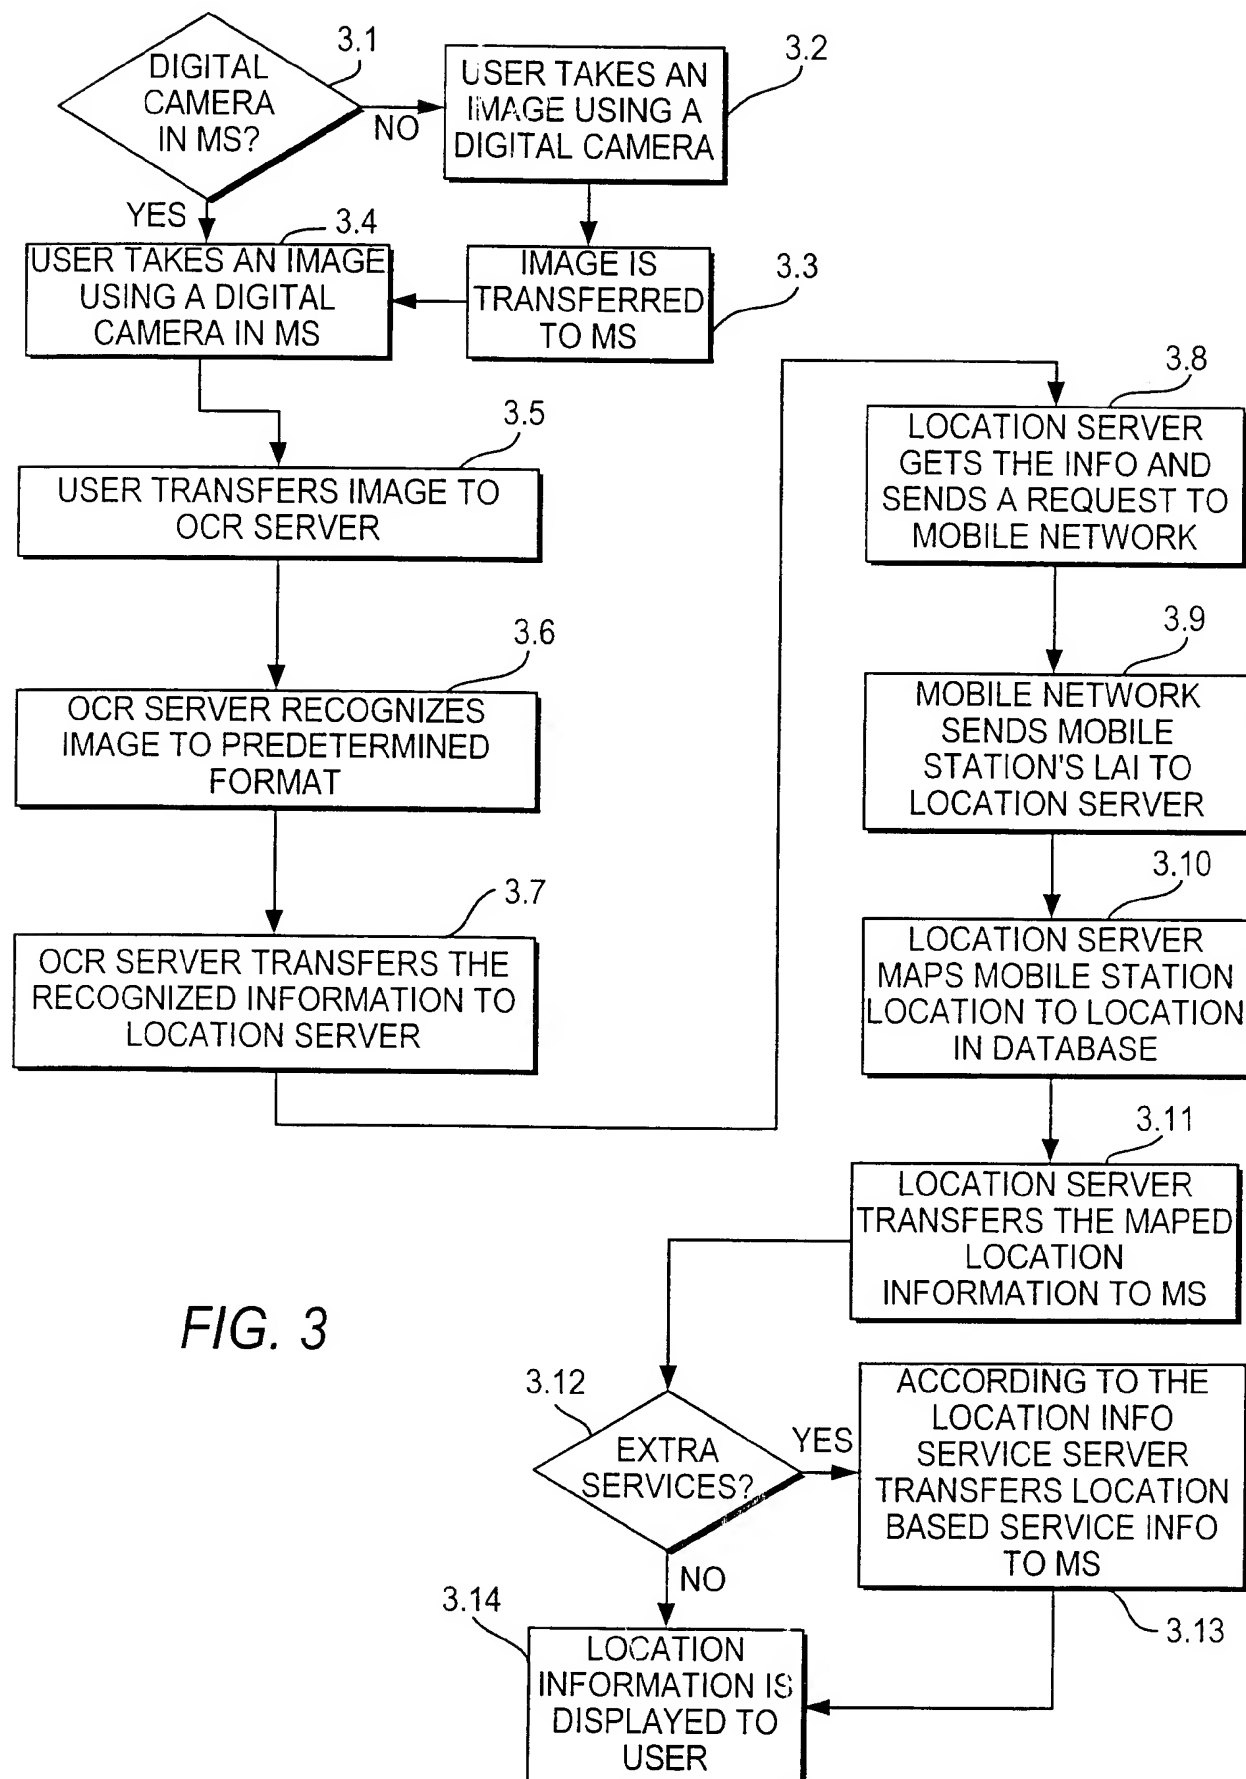 DIGITAL
CAMERA
IN MS?
3.1
NO
YES
USER TAKES AN
IMAGE USING A
DIGITAL CAMERA
3.2
IMAGE IS
TRANSFERRED
TO MS
3.3
USER TAKES AN IMAGE
USING A DIGITAL
CAMERA IN MS
3.4
USER TRANSFERS IMAGE TO
OCR SERVER
3.5
OCR SERVER RECOGNIZES
IMAGE TO PREDETERMINED
FORMAT
3.6
OCR SERVER TRANSFERS THE
RECOGNIZED INFORMATION TO
LOCATION SERVER
3.7
LOCATION SERVER
GETS THE INFO AND
SENDS A REQUEST TO
MOBILE NETWORK
3.8
MOBILE NETWORK
SENDS MOBILE
STATION'S LAI TO
LOCATION SERVER
3.9
LOCATION SERVER
MAPS MOBILE STATION
LOCATION TO LOCATION
IN DATABASE
3.10
LOCATION SERVER
TRANSFERS THE MAPED
LOCATION
INFORMATION TO MS
3.11
EXTRA
SERVICES?
3.12
YES
NO
ACCORDING TO THE
LOCATION INFO
SERVICE SERVER
TRANSFERS LOCATION
BASED SERVICE INFO
TO MS
3.13
LOCATION
INFORMATION IS
DISPLAYED TO
USER
3.14
FIG. 3